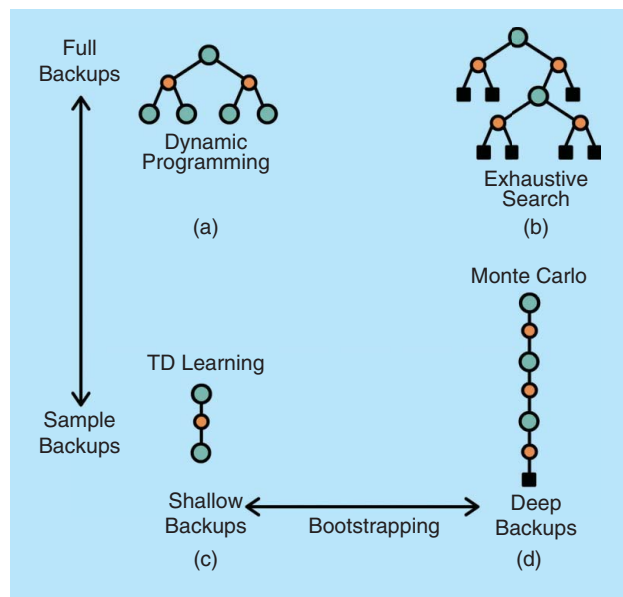 Full
Backups
Dynamic
Programming
(a)
Exhaustive
Search
(b)
Monte Carlo
TD Learning
Sample
Backups
Shallow
Backups
Bootstrapping
Deep
Backups
(c)
(d)